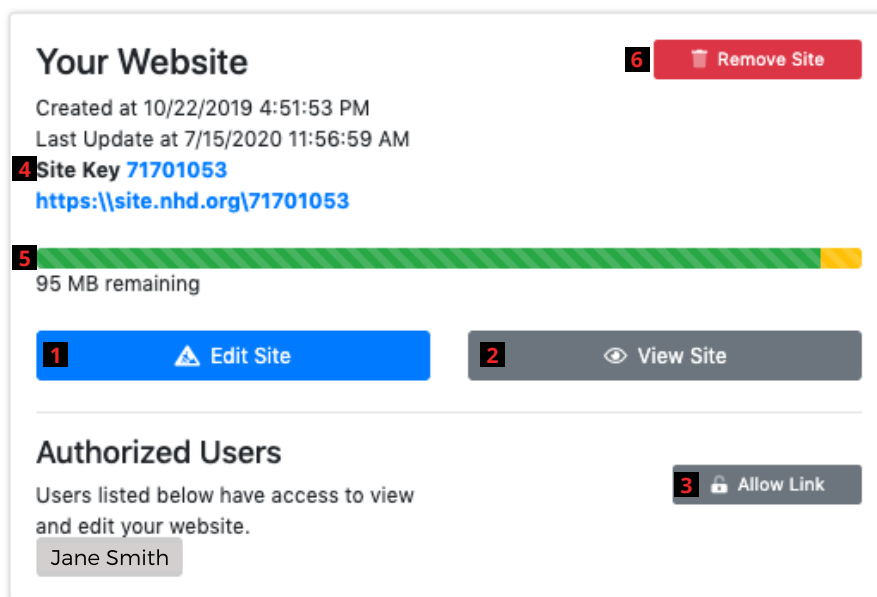 Your Website
6 Remove Site
Created at 10/22/2019 4:51:53 PM
Last Update at 7/15/2020 11:56:59 AM
4 Site Key 71701053
https:\\site.nhd.org\71701053
5
95 MB remaining
1 Edit Site
2 View Site
Authorized Users
3 Allow Link
Users listed below have access to view
and edit your website.
Jane Smith